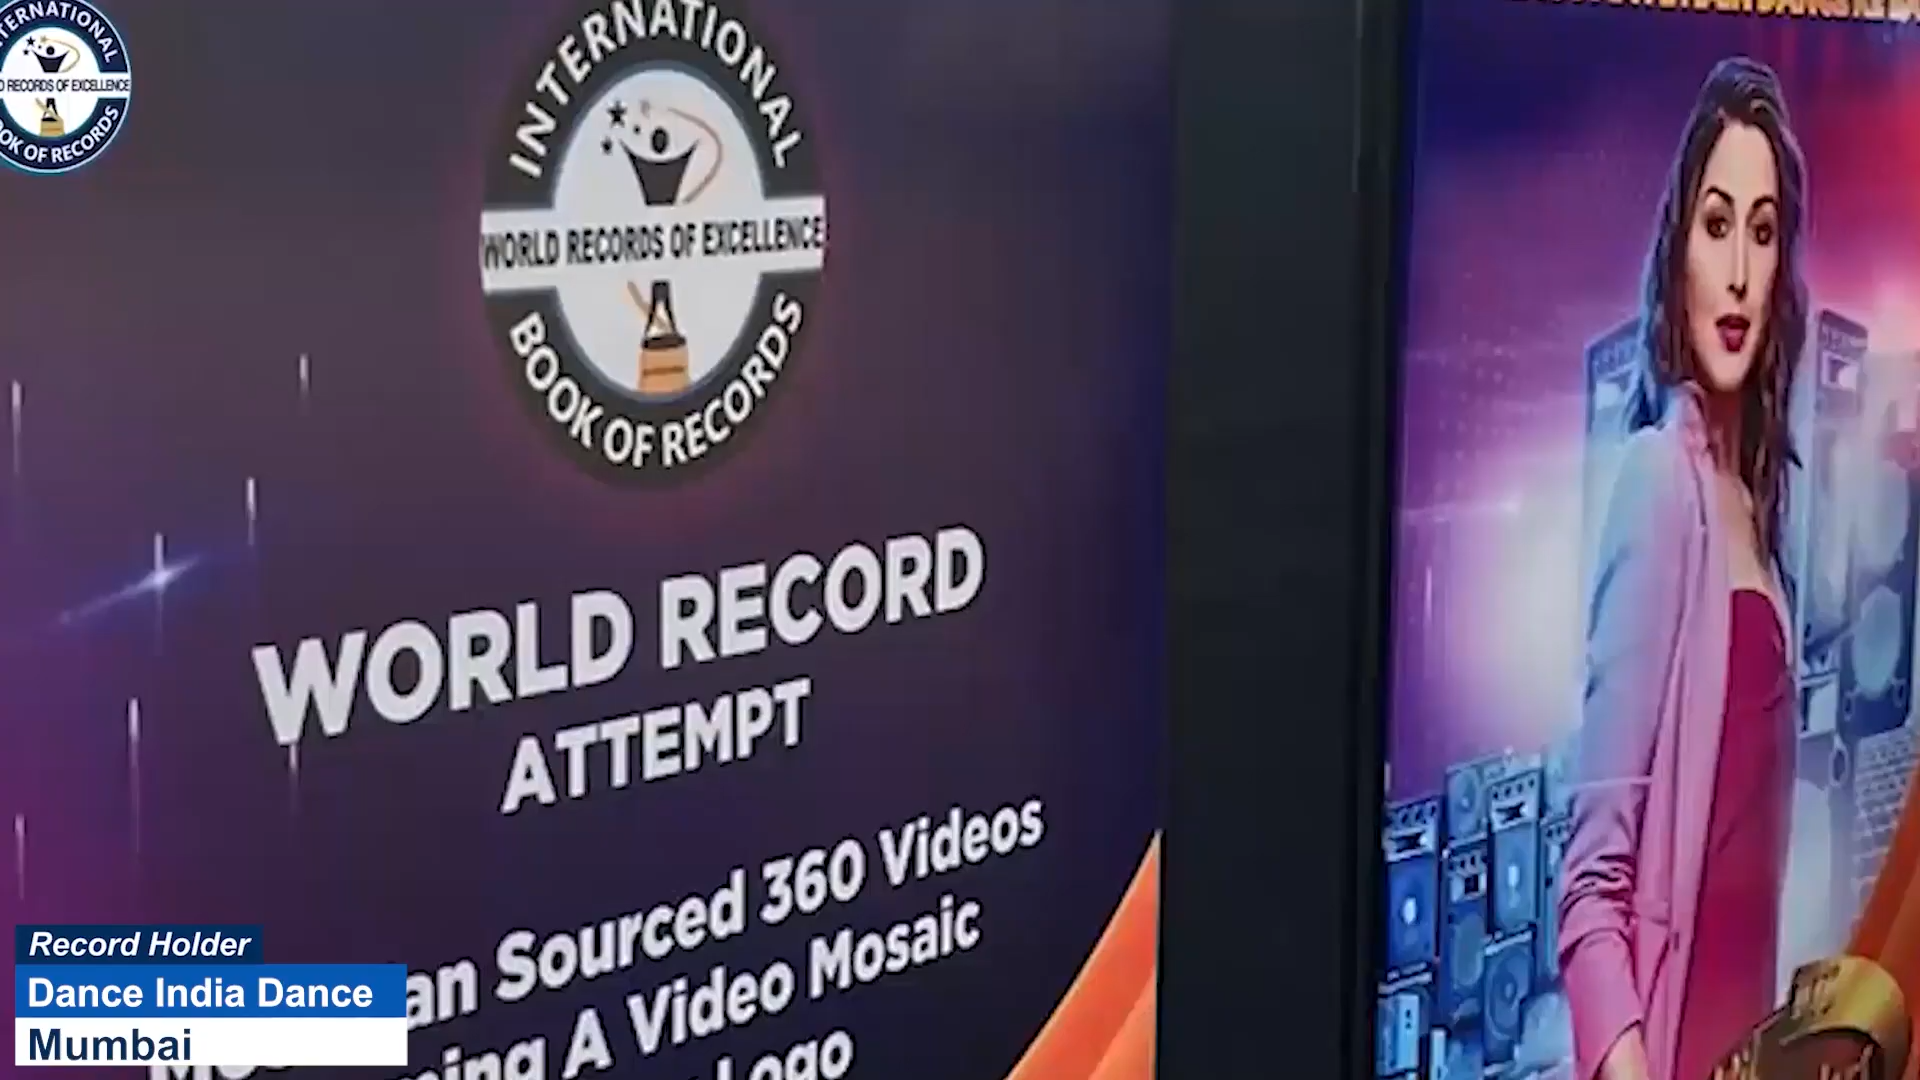 INTERNATIONAL
WORLD RECORDS OF EXCELLENCE
BOOK OF RECORDS
RECORDS OF EXCELLENCE
BOOK OF RECORDS
WORLD RECORD
ATTEMPT
Sourced 360 Videos
A Video Mosaic
Logo
Record Holder
Dance India Dance
Mumbai